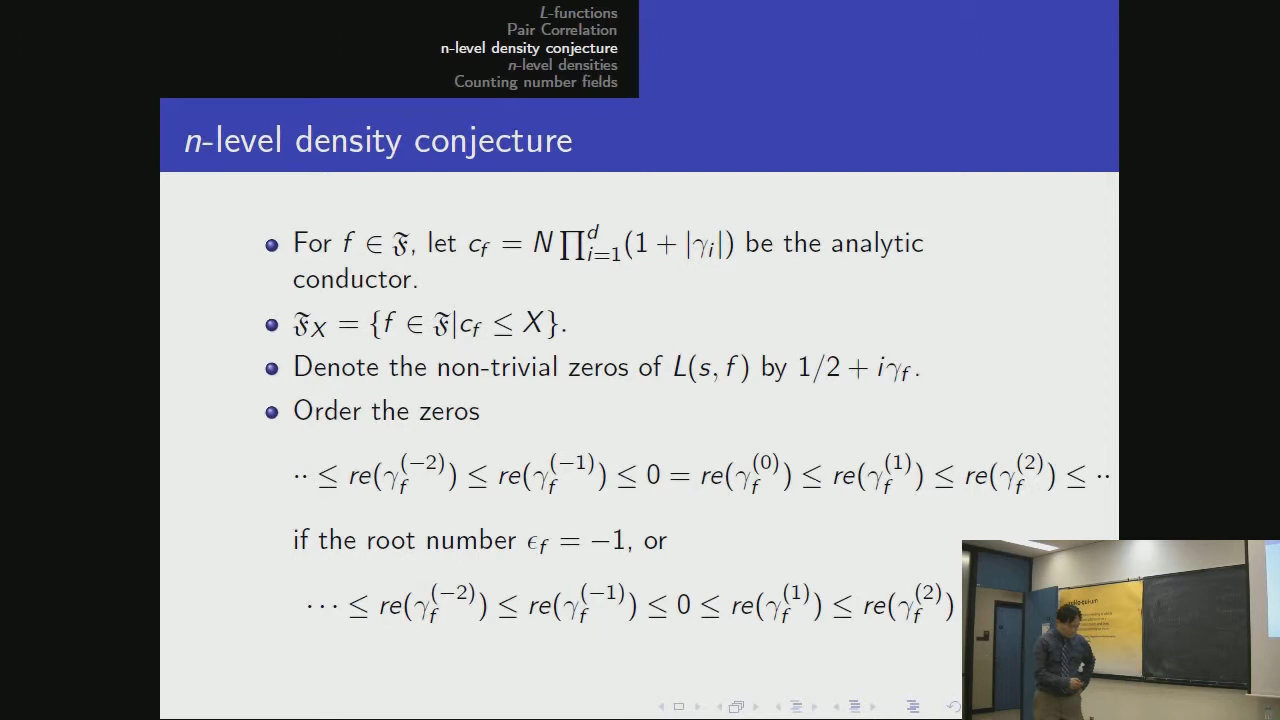 L-functions
Pair Correlation
n-level density conjecture
n-level densities
Counting number fields
n-level density conjecture
For f ∈ 𝔉, let c_f = N∏_{i=1}^{d}(1 + |γ_i|) be the analytic
conductor.
𝔉_X = {f ∈ 𝔉|c_f ≤ X}.
Denote the non-trivial zeros of L(s, f) by 1/2 + iγ_f.
Order the zeros
·· ≤ re(γ_f^{(−2)}) ≤ re(γ_f^{(−1)}) ≤ 0 = re(γ_f^{(0)}) ≤ re(γ_f^{(1)}) ≤ re(γ_f^{(2)}) ≤ ··
if the root number ϵ_f = −1, or
··· ≤ re(γ_f^{(−2)}) ≤ re(γ_f^{(−1)}) ≤ 0 ≤ re(γ_f^{(1)}) ≤ re(γ_f^{(2)})